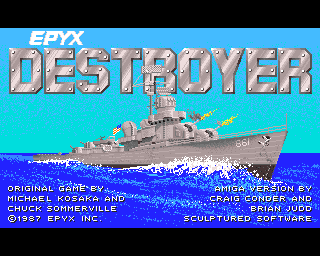 EPYX
DESTROYER
661
ORIGINAL GAME BY
MICHAEL KOSAKA AND
CHUCK SOMMERVILLE
©1987 EPYX INC.
AMIGA VERSION BY
CRAIG CONDER AND
BRIAN JUDD
SCULPTURED SOFTWARE